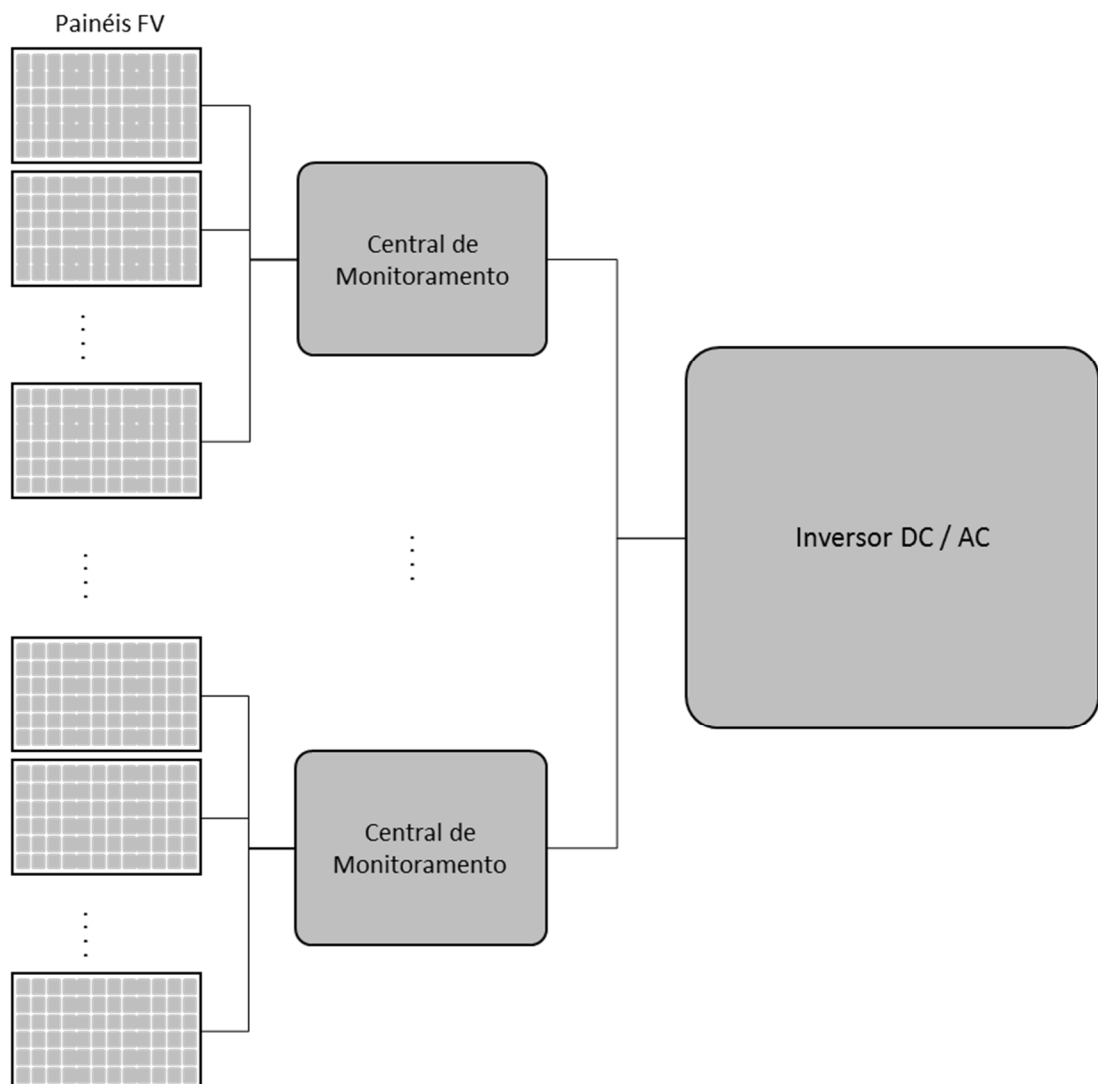 Painéis FV
Central de
Monitoramento
Inversor DC / AC
Central de
Monitoramento